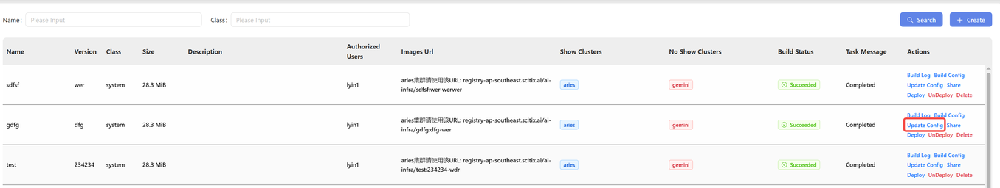 Name: Please Input Class: Please Input Search Create
Name Version Class Size Description Authorized Users Images Url Show Clusters No Show Clusters Build Status Task Message Actions
sdfsf wer system 28.3 MiB lyin1 aries集群请使用该URL: registry-ap-southeast.scitix.ai/ai-infra/sdfsf:wer-werwer aries gemini Succeeded Completed Build Log Build Config
Update Config Share
Deploy UnDeploy Delete
gdfg dfg system 28.3 MiB lyin1 aries集群请使用该URL: registry-ap-southeast.scitix.ai/ai-infra/gdfg:dfg-wer aries gemini Succeeded Completed Build Log Build Config
Update Config Share
Deploy UnDeploy Delete
test 234234 system 28.3 MiB lyin1 aries集群请使用该URL: registry-ap-southeast.scitix.ai/ai-infra/test:234234-wdr aries gemini Succeeded Completed Build Log Build Config
Update Config Share
Deploy UnDeploy Delete